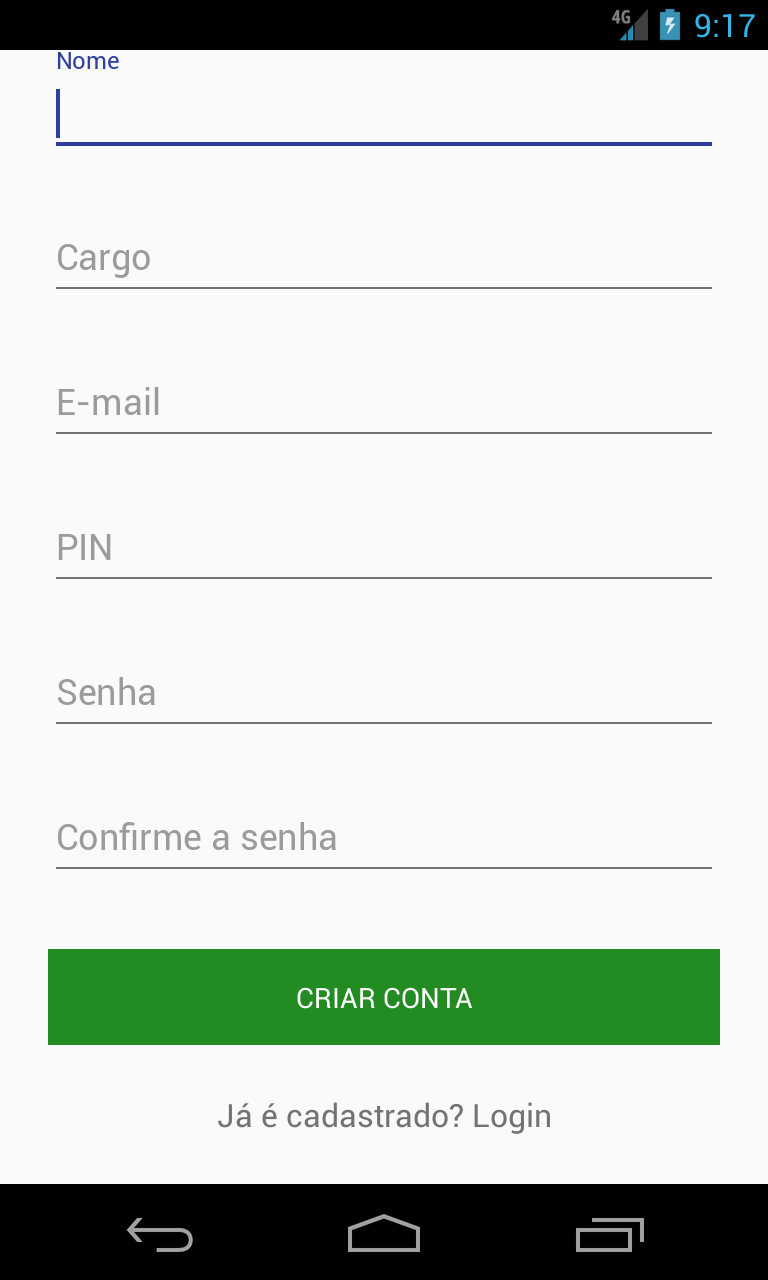 4G 9:17
Nome
Cargo
E-mail
PIN
Senha
Confirme a senha
CRIAR CONTA
Já é cadastrado? Login